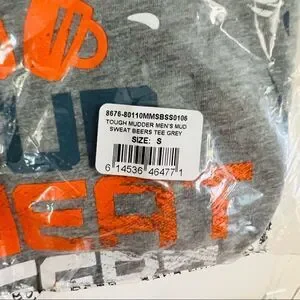 8676-80110MMSBSS0106
TOUGH MUDDER MEN'S MUD
SWEAT BEERS TEE GREY
SIZE: S
6 14536 46477 1